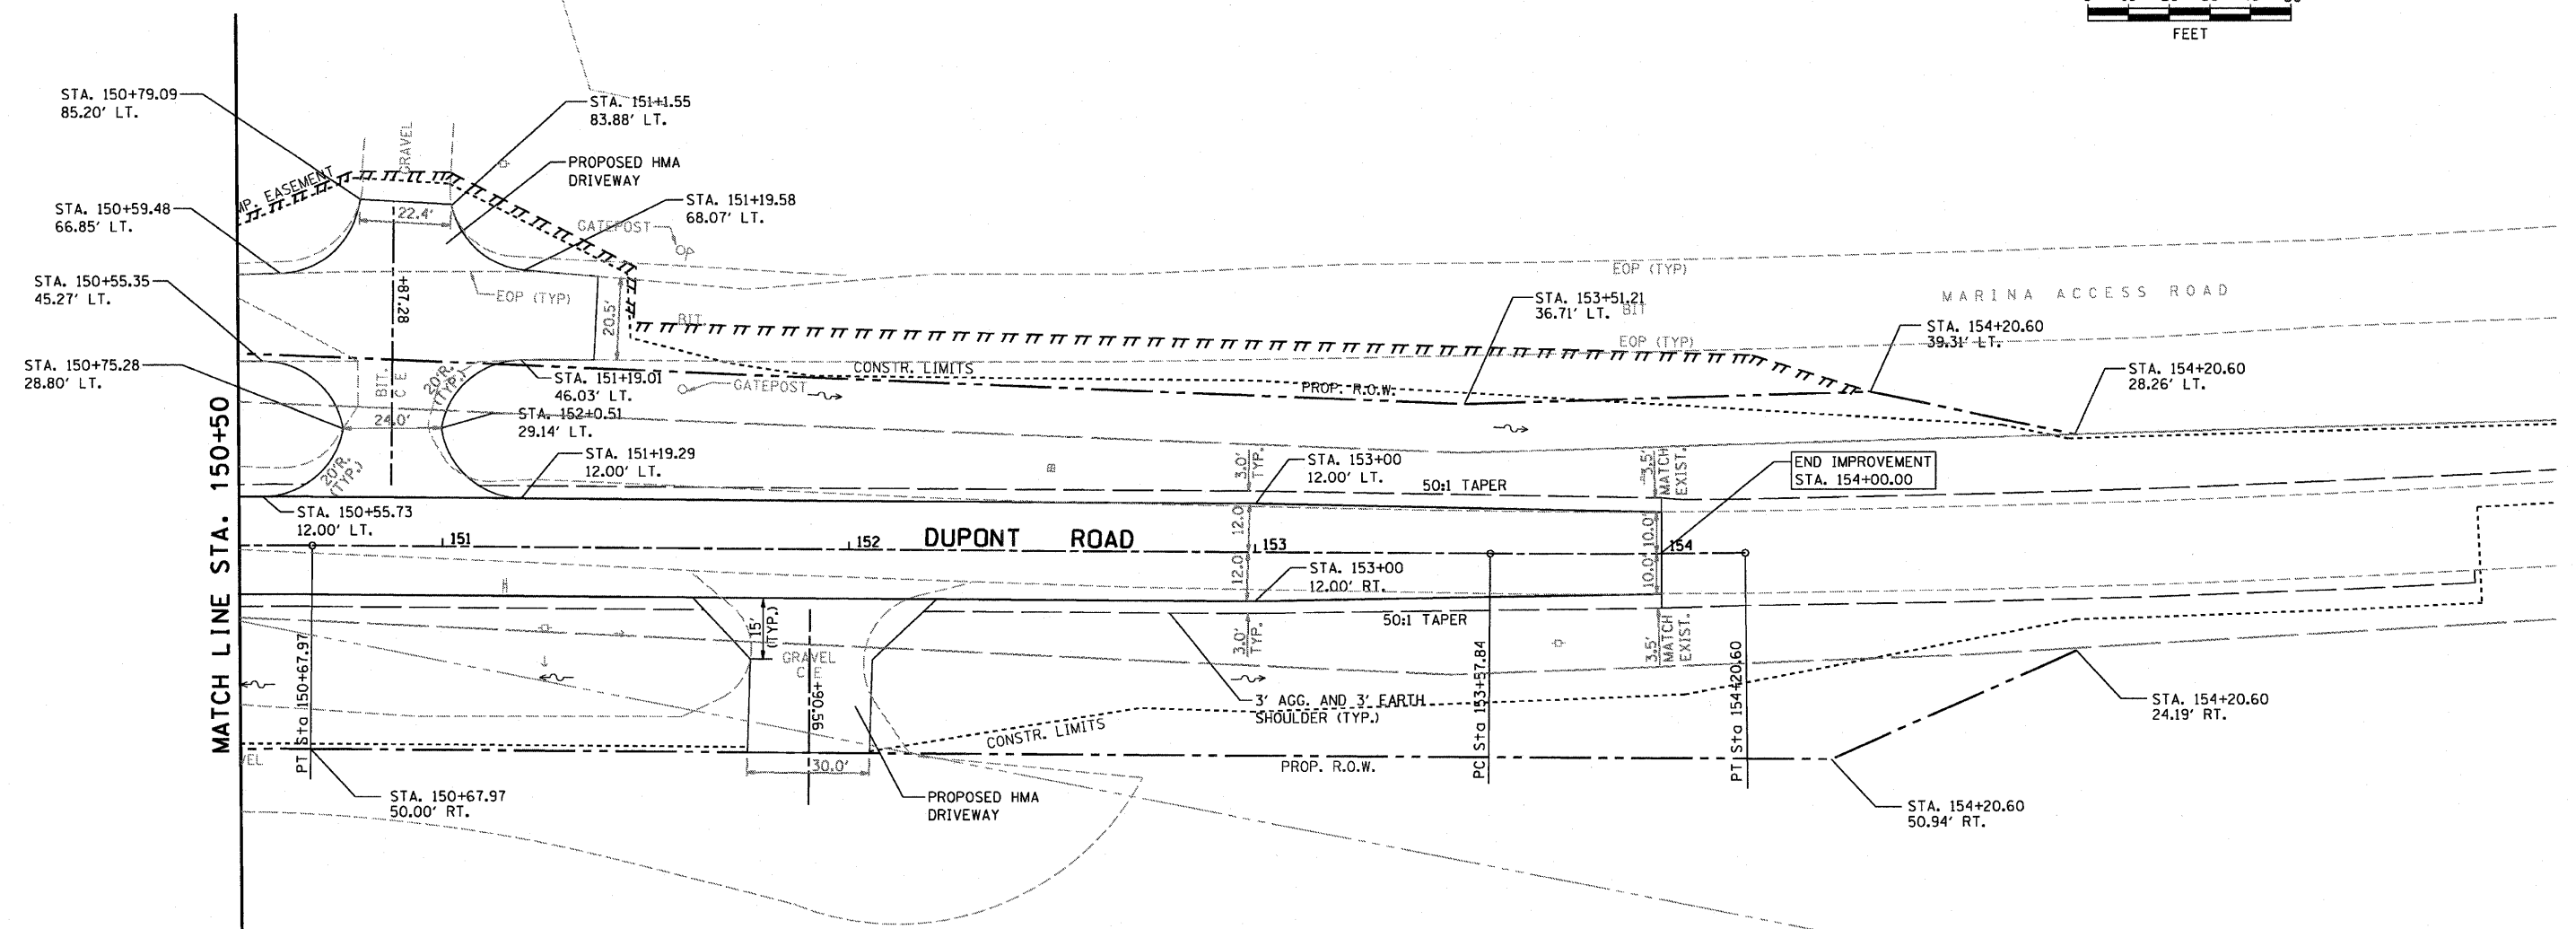 FEET
STA. 150+79.09
85.20' LT.
STA. 151+1.55
83.88' LT.
GRAVEL
PROPOSED HMA
DRIVEWAY
MP. EASEMENT
STA. 150+59.48
66.85' LT.
22.4'
STA. 151+19.58
68.07' LT.
GATEPOST
STA. 150+55.35
45.27' LT.
+87.28
EOP (TYP)
20.5'
BIT
EOP (TYP)
MARINA ACCESS ROAD
STA. 153+51.21
36.71' LT.
BIT
EOP (TYP)
STA. 154+20.60
39.31' LT.
STA. 150+75.28
28.80' LT.
BIT.
C E
20'R.
(TYP.)
STA. 151+19.01
46.03' LT.
GATEPOST
CONSTR. LIMITS
PROP. R.O.W.
STA. 154+20.60
28.26' LT.
24.0'
STA. 152+0.51
29.14' LT.
20'R.
(TYP.)
STA. 151+19.29
12.00' LT.
3.0'
TYP.
STA. 153+00
12.00' LT.
50:1 TAPER
3.5'
MATCH
EXIST.
END IMPROVEMENT
STA. 154+00.00
STA. 150+55.73
12.00' LT.
MATCH LINE STA. 150+50
151
152
DUPONT ROAD
12.0
153
10.0'
154
12.0'
STA. 153+00
12.00' RT.
10.0'
15'
(TYP.)
50:1 TAPER
3.0'
TYP.
3.5'
MATCH
EXIST.
PT Sta 150+67.97
GRAVEL
C E
+90.56
3' AGG. AND 3' EARTH
SHOULDER (TYP.)
PC Sta 153+57.84
PT Sta 154+20.60
STA. 154+20.60
24.19' RT.
CONSTR. LIMITS
VEL
30.0'
PROP. R.O.W.
STA. 150+67.97
50.00' RT.
PROPOSED HMA
DRIVEWAY
STA. 154+20.60
50.94' RT.